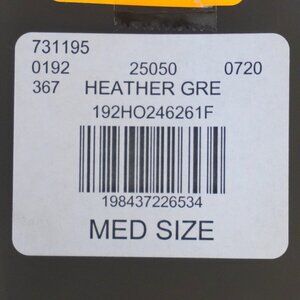 731195
0192 25050 0720
367 HEATHER GRE
192HO246261F
198437226534
MED SIZE